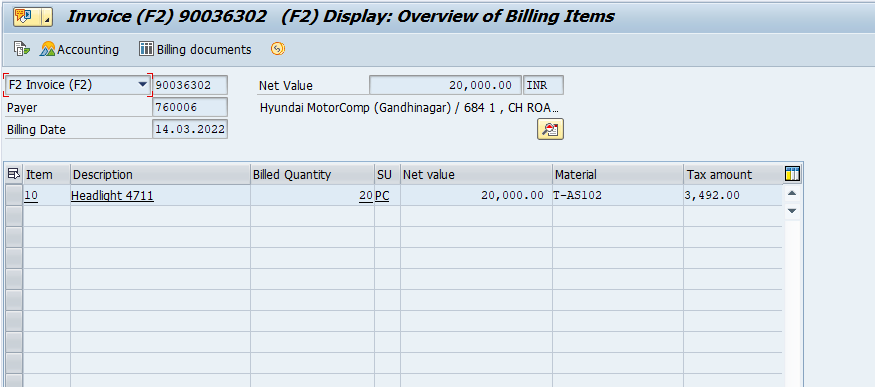 Invoice (F2) 90036302 (F2) Display: Overview of Billing Items
Accounting Billing documents
F2 Invoice (F2) 90036302 Net Value 20,000.00 INR
Payer 760006 Hyundai MotorComp (Gandhinagar) / 684 1 , CH ROA...
Billing Date 14.03.2022
Item Description Billed Quantity SU Net value Material Tax amount
10 Headlight 4711 20 PC 20,000.00 T-AS102 3,492.00